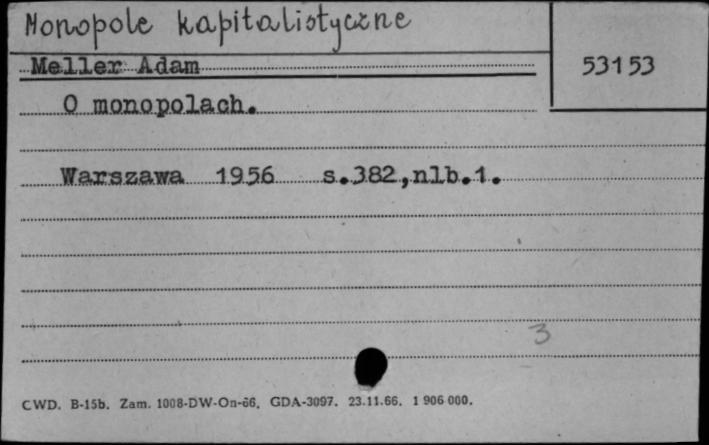 Monopole kapitalistyczne
Meller Adam
53153
O monopolach.
Warszawa 1956 s.382,nlb.1.
3
CWD. B-15b. Zam. 1008-DW-On-66. GDA-3097. 23.11.66. 1 906 000.